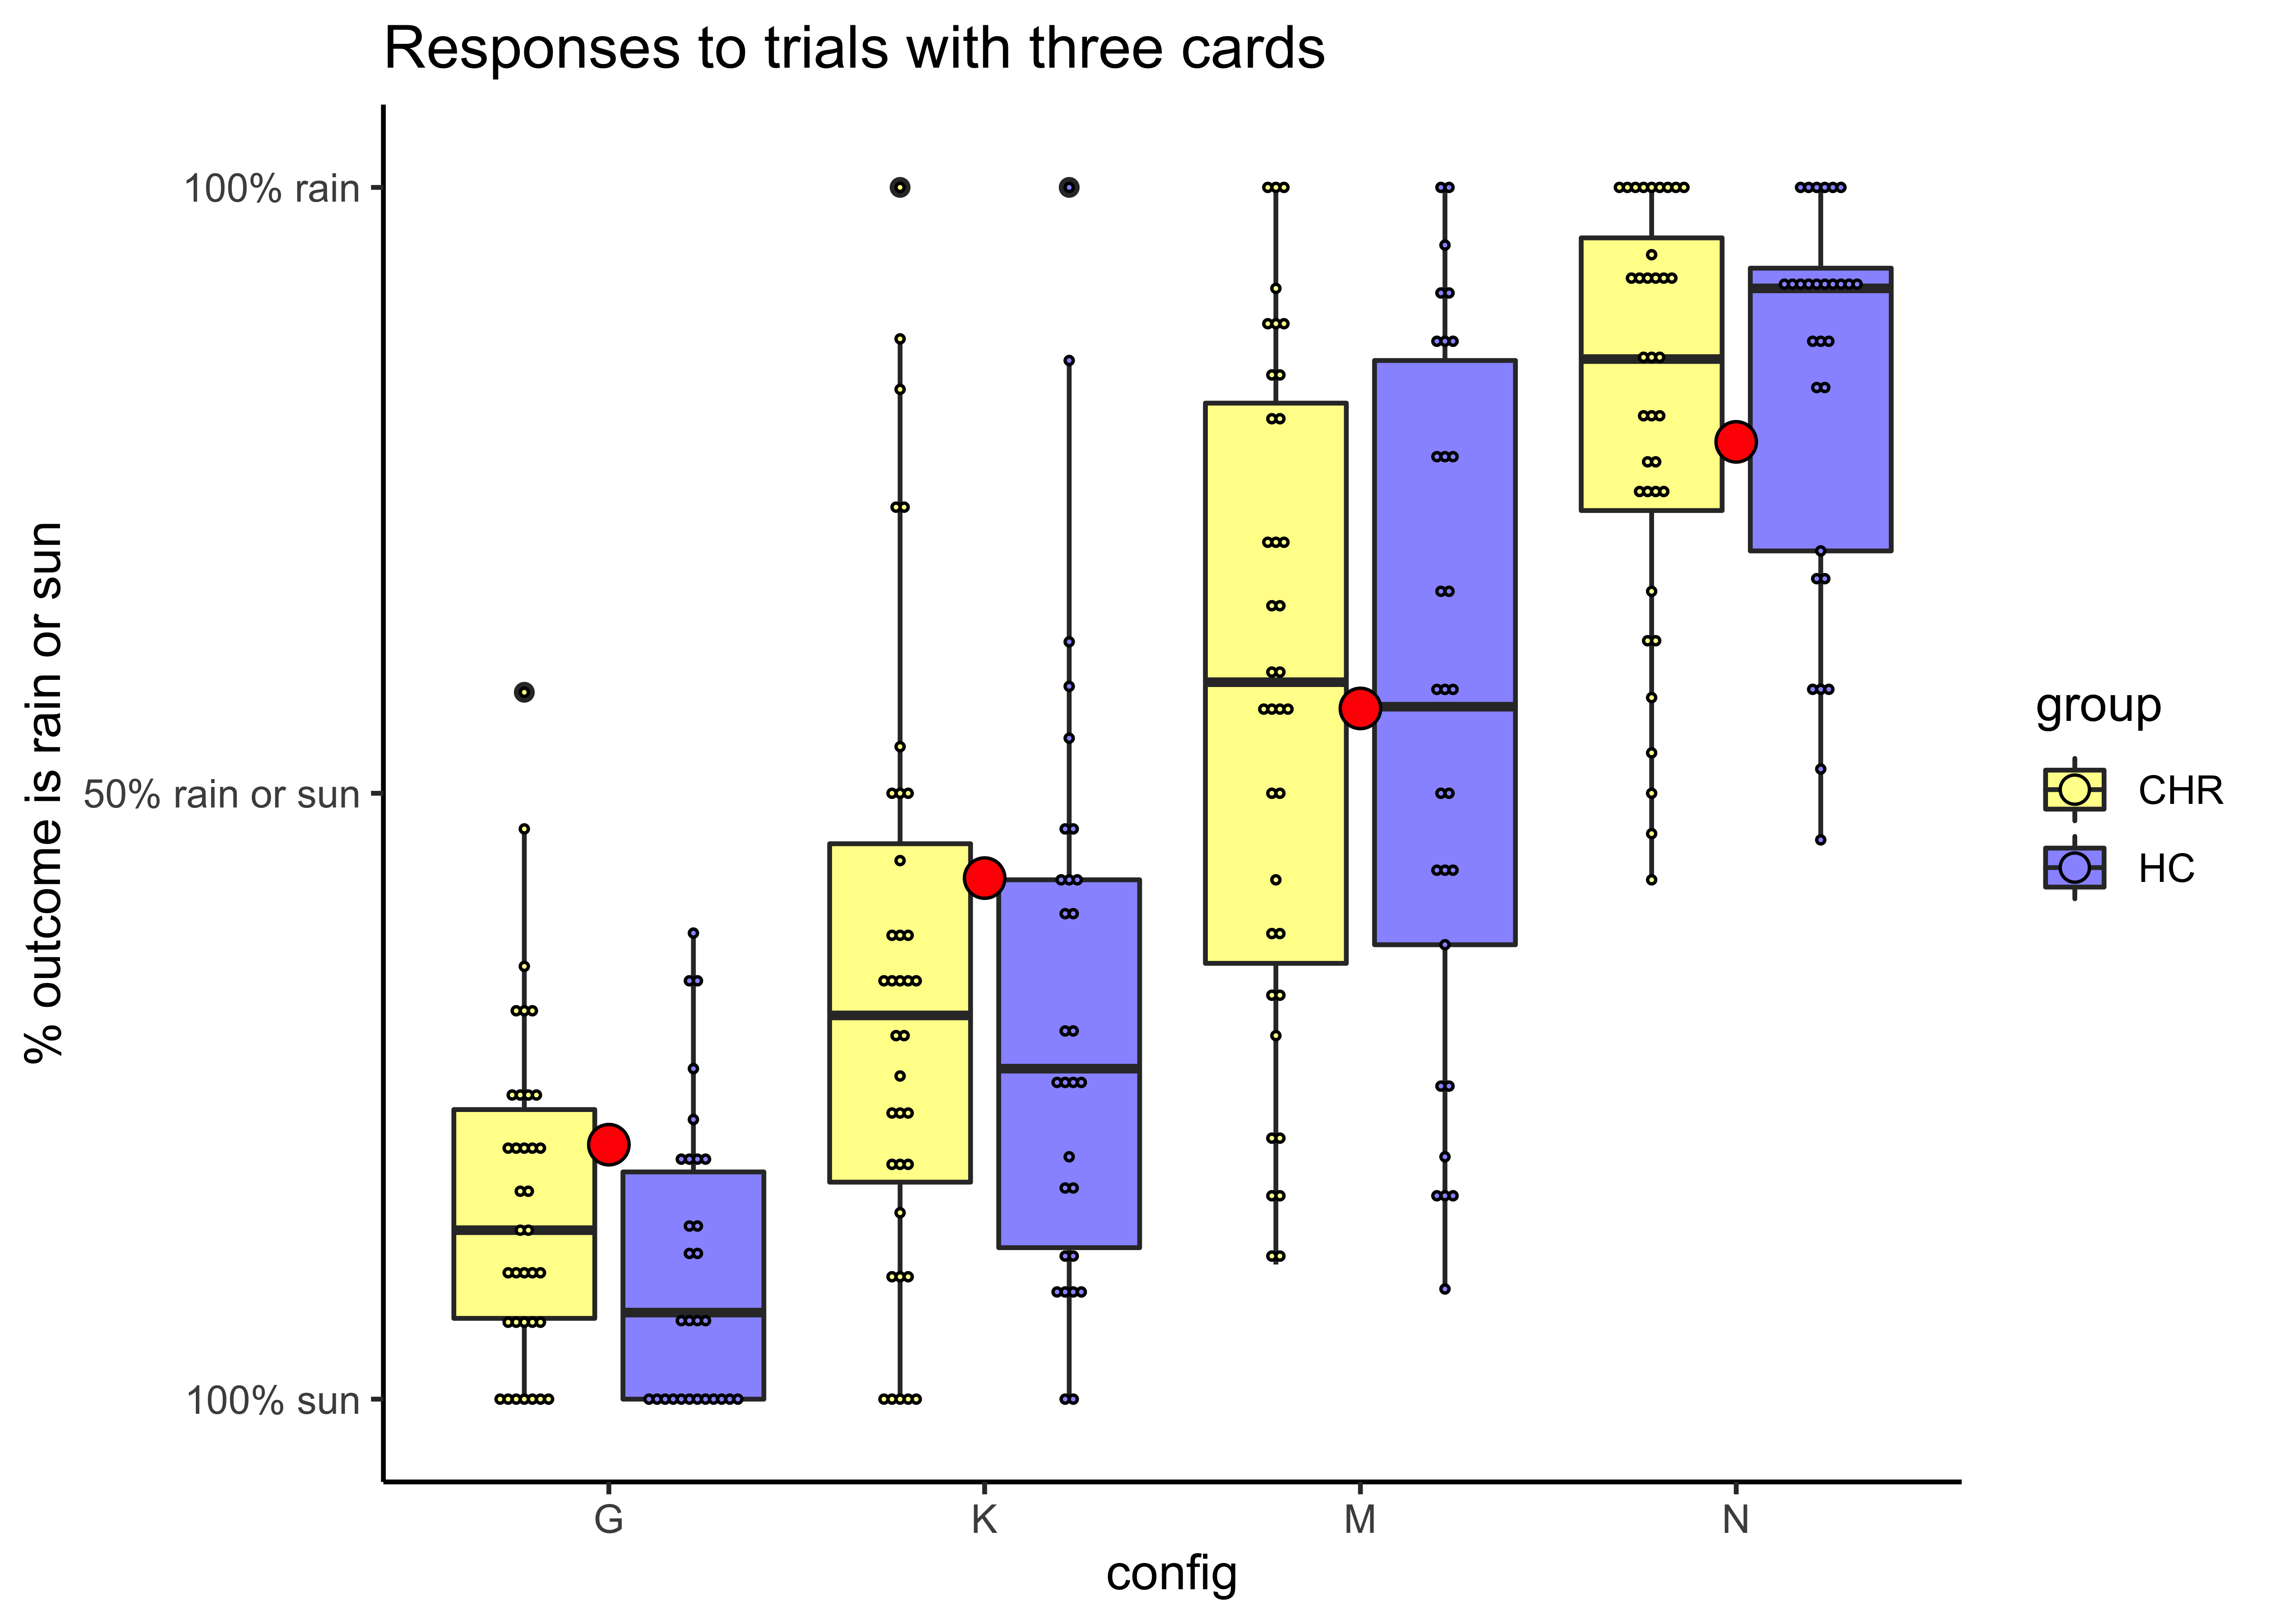 Responses to trials with three cards
% outcome is rain or sun
100% rain
50% rain or sun
100% sun
G
K
M
N
config
group
CHR
HC